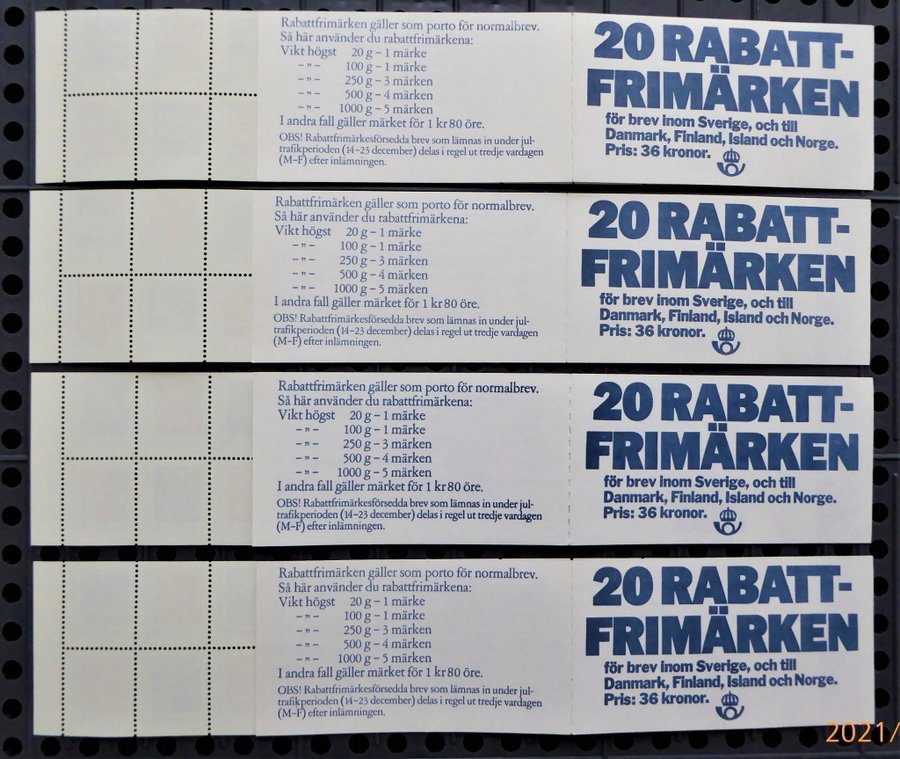 Rabattfrimärken gäller som porto för normalbrev.
Så här använder du rabattfrimärkena:
Vikt högst 20 g – 1 märke
– ” – 100 g – 1 märke
– ” – 250 g – 3 märken
– ” – 500 g – 4 märken
– ” – 1000 g – 5 märken
I andra fall gäller märket för 1 kr 80 öre.
OBS! Rabattfrimärkesförsedda brev som lämnas in under jul-
trafikperioden (14–23 december) delas i regel ut tredje vardagen
(M–F) efter inlämningen.
20 RABATT-
FRIMÄRKEN
för brev inom Sverige, och till
Danmark, Finland, Island och Norge.
Pris: 36 kronor.
Rabattfrimärken gäller som porto för normalbrev.
Så här använder du rabattfrimärkena:
Vikt högst 20 g – 1 märke
– ” – 100 g – 1 märke
– ” – 250 g – 3 märken
– ” – 500 g – 4 märken
– ” – 1000 g – 5 märken
I andra fall gäller märket för 1 kr 80 öre.
OBS! Rabattfrimärkesförsedda brev som lämnas in under jul-
trafikperioden (14–23 december) delas i regel ut tredje vardagen
(M–F) efter inlämningen.
20 RABATT-
FRIMÄRKEN
för brev inom Sverige, och till
Danmark, Finland, Island och Norge.
Pris: 36 kronor.
Rabattfrimärken gäller som porto för normalbrev.
Så här använder du rabattfrimärkena:
Vikt högst 20 g – 1 märke
– ” – 100 g – 1 märke
– ” – 250 g – 3 märken
– ” – 500 g – 4 märken
– ” – 1000 g – 5 märken
I andra fall gäller märket för 1 kr 80 öre.
OBS! Rabattfrimärkesförsedda brev som lämnas in under jul-
trafikperioden (14–23 december) delas i regel ut tredje vardagen
(M–F) efter inlämningen.
20 RABATT-
FRIMÄRKEN
för brev inom Sverige, och till
Danmark, Finland, Island och Norge.
Pris: 36 kronor.
Rabattfrimärken gäller som porto för normalbrev.
Så här använder du rabattfrimärkena:
Vikt högst 20 g – 1 märke
– ” – 100 g – 1 märke
– ” – 250 g – 3 märken
– ” – 500 g – 4 märken
– ” – 1000 g – 5 märken
I andra fall gäller märket för 1 kr 80 öre.
OBS! Rabattfrimärkesförsedda brev som lämnas in under jul-
trafikperioden (14–23 december) delas i regel ut tredje vardagen
(M–F) efter inlämningen.
20 RABATT-
FRIMÄRKEN
för brev inom Sverige, och till
Danmark, Finland, Island och Norge.
Pris: 36 kronor.
2021/